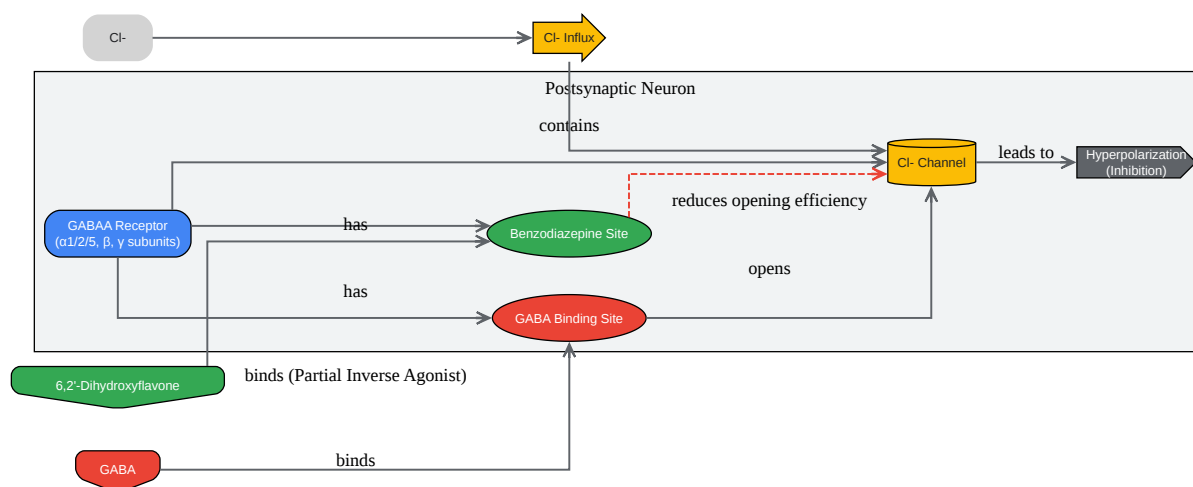 Cl-
Cl- Influx
Postsynaptic Neuron
contains
Cl- Channel
leads to
Hyperpolarization
(Inhibition)
reduces opening efficiency
GABAA Receptor
(α1/2/5, β, γ subunits)
has
Benzodiazepine Site
opens
has
GABA Binding Site
6,2'-Dihydroxyflavone
binds (Partial Inverse Agonist)
GABA
binds